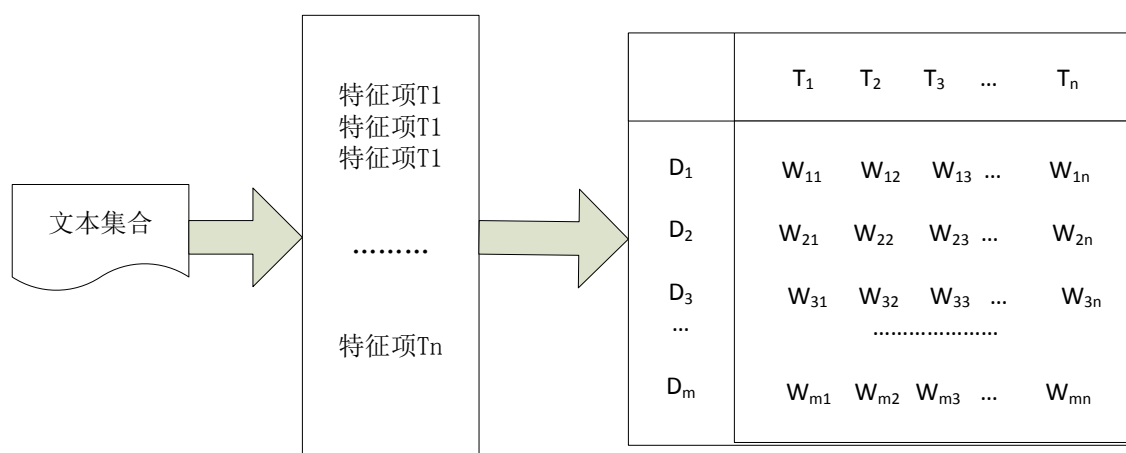 文本集合
特征项T1
特征项T1
特征项T1
………
特征项Tn
T₁ T₂ T₃ ... Tₙ
D₁ W₁₁ W₁₂ W₁₃ ... W₁ₙ
D₂ W₂₁ W₂₂ W₂₃ ... W₂ₙ
D₃ W₃₁ W₃₂ W₃₃ ... W₃ₙ
... …………………
Dₘ Wₘ₁ Wₘ₂ Wₘ₃ ... Wₘₙ